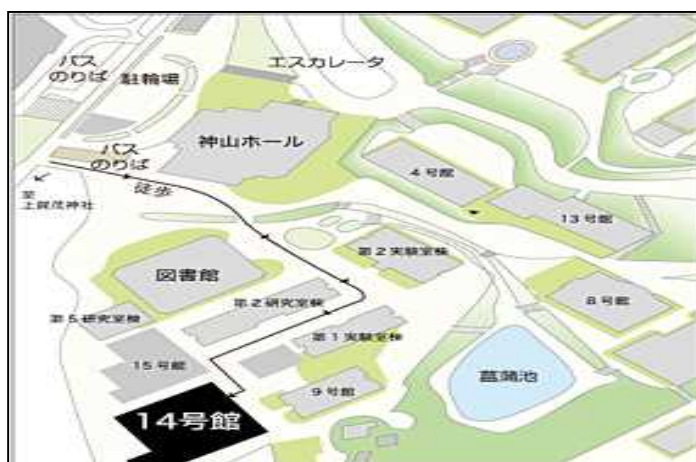 バス
のりば
駐輪場
エスカレータ
神山ホール
バス
のりば
至
上賀茂神社
徒歩
4号館
13号館
第2実験室棟
図書館
第2研究室棟
8号館
第5研究室棟
第1実験室棟
15号館
9号館
菖蒲池
14号館